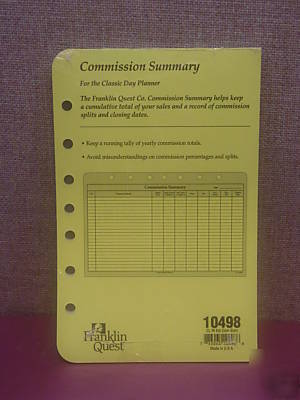 Commission Summary
For the Classic Day Planner
The Franklin Quest Co. Commission Summary helps keep
a cumulative total of your sales and a record of commission
splits and closing dates.
• Keep a running tally of yearly commission totals.
• Avoid misunderstandings on commission percentages and splits.
Commission Summary
Franklin
Quest
10498
Made in U.S.A.